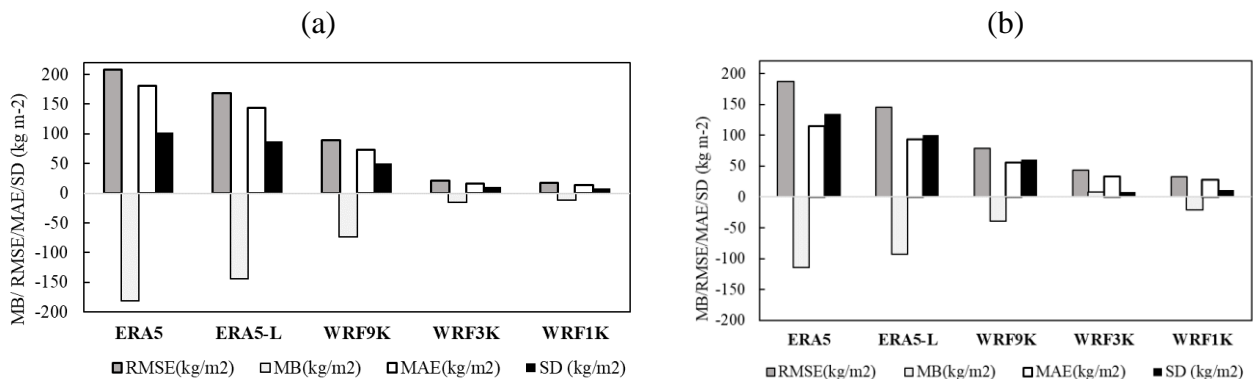 (a)
MB/ RMSE/MAE/SD (kg m-2)
200
150
100
50
0
-50
-100
-150
-200
ERA5 ERA5-L WRF9K WRF3K WRF1K
RMSE(kg/m2) MB(kg/m2) MAE(kg/m2) SD (kg/m2)
(b)
MB/RMSE/MAE/SD (kg m-2)
200
150
100
50
0
-50
-100
-150
-200
ERA5 ERA5-L WRF9K WRF3K WRF1K
RMSE(kg/m2) MB(kg/m2) MAE(kg/m2) SD (kg/m2)